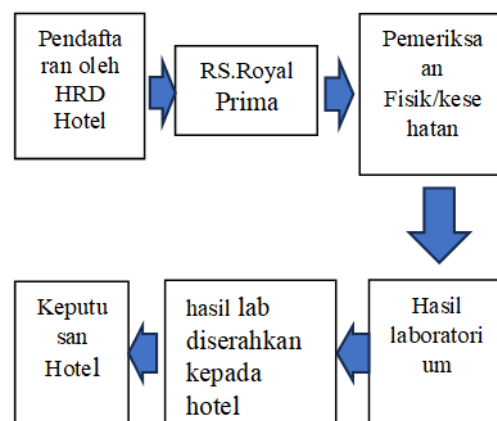 Pendafta
ran oleh
HRD
Hotel
RS.Royal
Prima
Pemeriksa
an
Fisik/kese
hatan
Hasil
laboratori
um
hasil lab
diserahkan
kepada
hotel
Keputu
san
Hotel